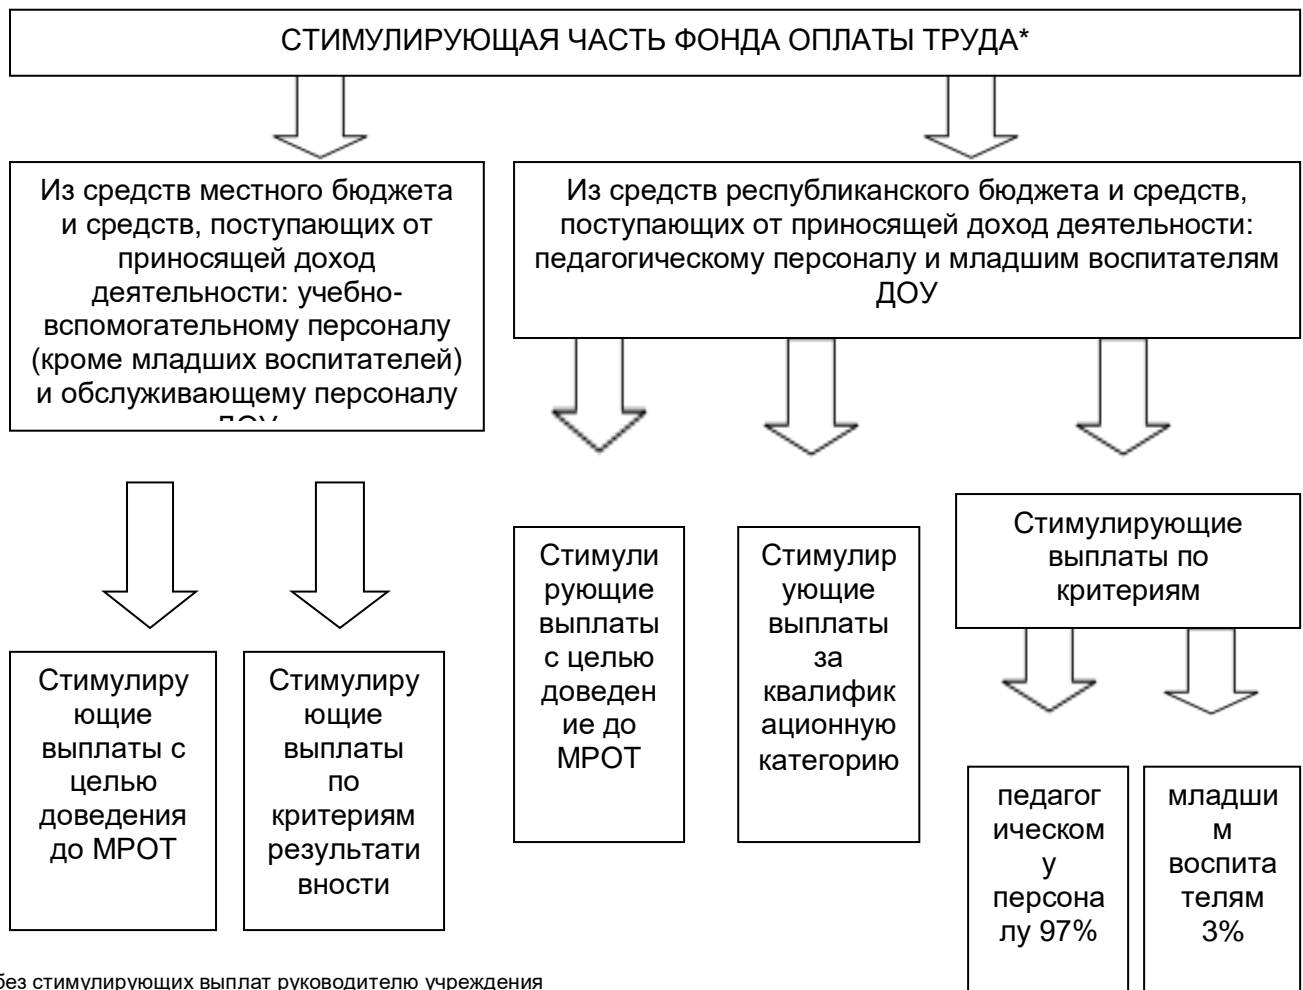 СТИМУЛИРУЮЩАЯ ЧАСТЬ ФОНДА ОПЛАТЫ ТРУДА*
Из средств местного бюджета
и средств, поступающих от
приносящей доход
деятельности: учебно-
вспомогательному персоналу
(кроме младших воспитателей)
и обслуживающему персоналу
Из средств республиканского бюджета и средств,
поступающих от приносящей доход деятельности:
педагогическому персоналу и младшим воспитателям
ДОУ
Стимулиру
ющие
выплаты с
целью
доведения
до МРОТ
Стимулиру
ющие
выплаты
по
критериям
результати
вности
Стимули
рующие
выплаты
с целью
доведен
ие до
МРОТ
Стимулир
ующие
выплаты
за
квалифик
ационную
категорию
Стимулирующие
выплаты по
критериям
педагог
ическом
у
персона
лу 97%
младши
м
воспита
телям
3%
без стимулирующих выплат руководителю учреждения